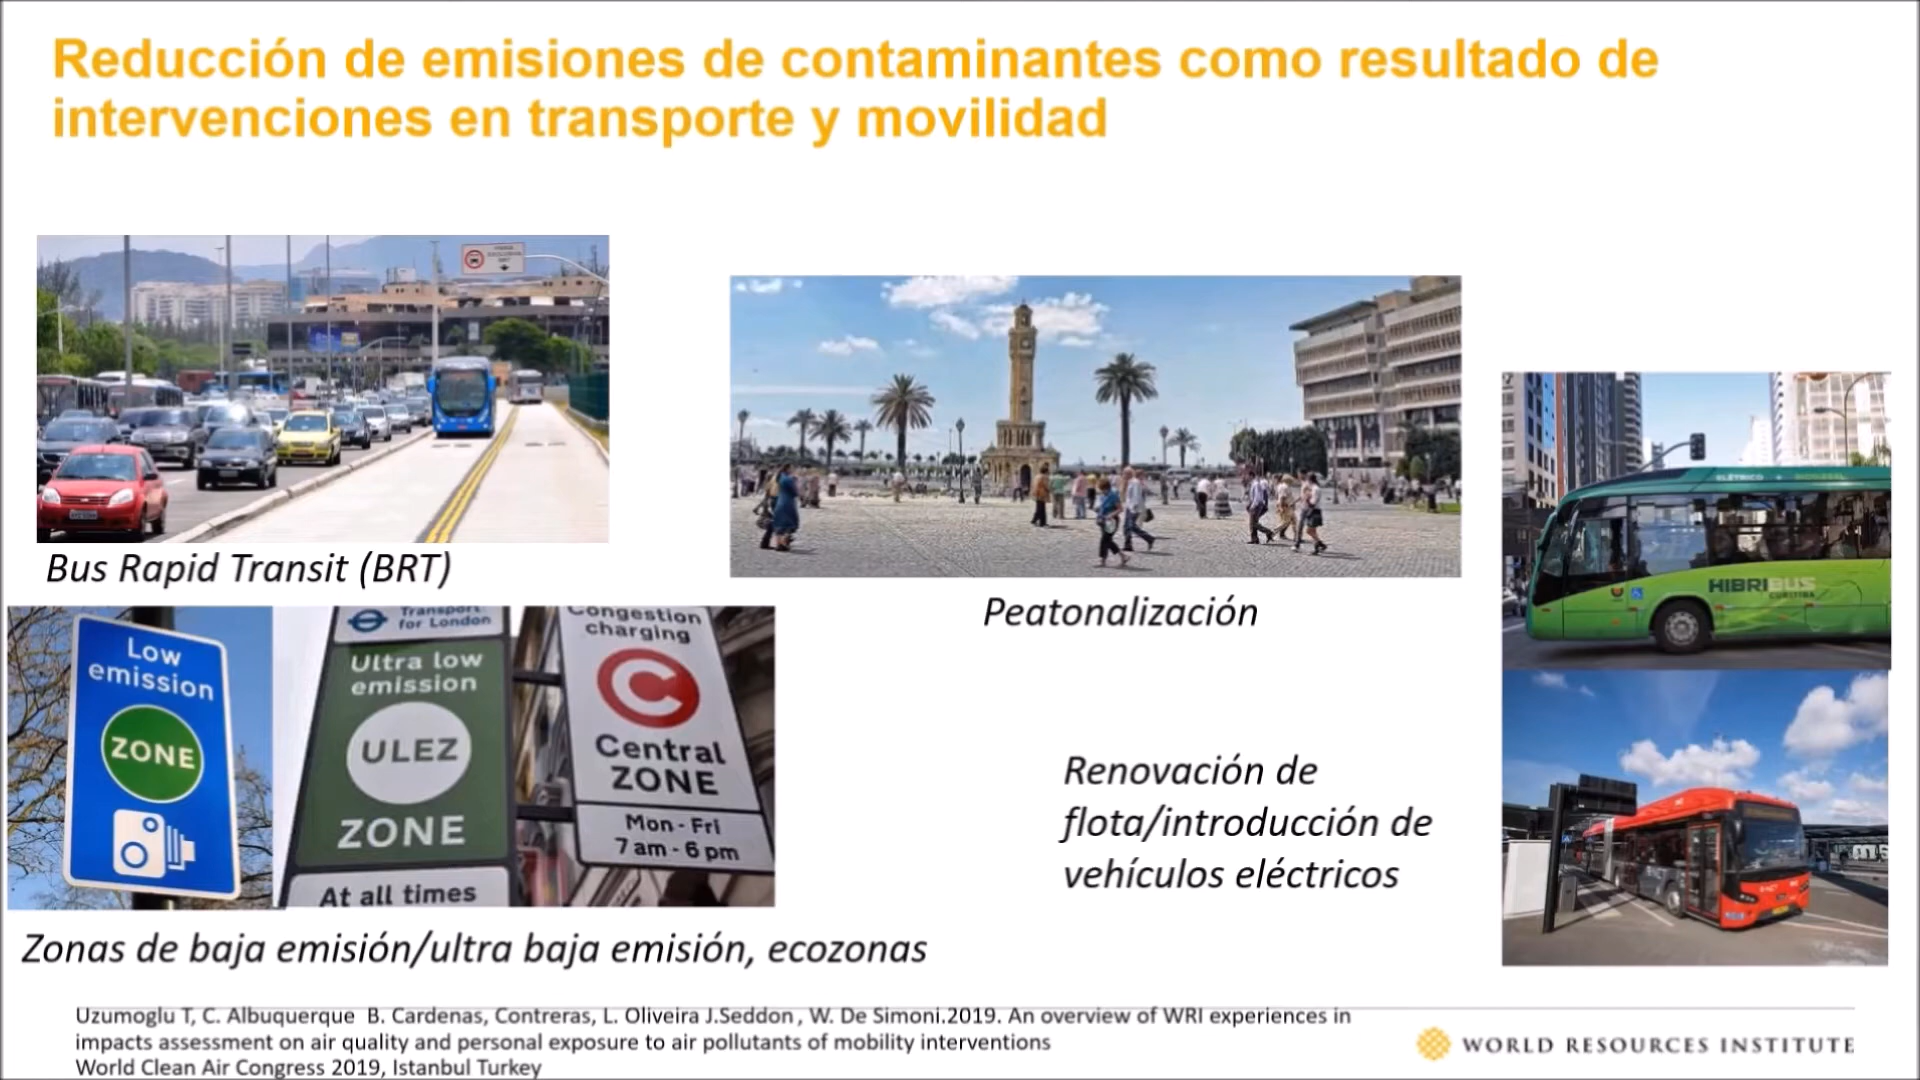 Reducción de emisiones de contaminantes como resultado de
intervenciones en transporte y movilidad
Bus Rapid Transit (BRT)
Peatonalización
ELÉTRICO
HIBRIBUS
CURITIBA
Low
emission
ZONE
Transport
for London
Ultra low
emission
ULEZ
ZONE
At all times
Congestion
charging
Central
ZONE
Mon - Fri
7 am - 6 pm
Renovación de
flota/introducción de
vehículos eléctricos
Zonas de baja emisión/ultra baja emisión, ecozonas
Uzumoglu T, C. Albuquerque B. Cardenas, Contreras, L. Oliveira J.Seddon , W. De Simoni.2019. An overview of WRI experiences in
impacts assessment on air quality and personal exposure to air pollutants of mobility interventions
World Clean Air Congress 2019, Istanbul Turkey
WORLD RESOURCES INSTITUTE